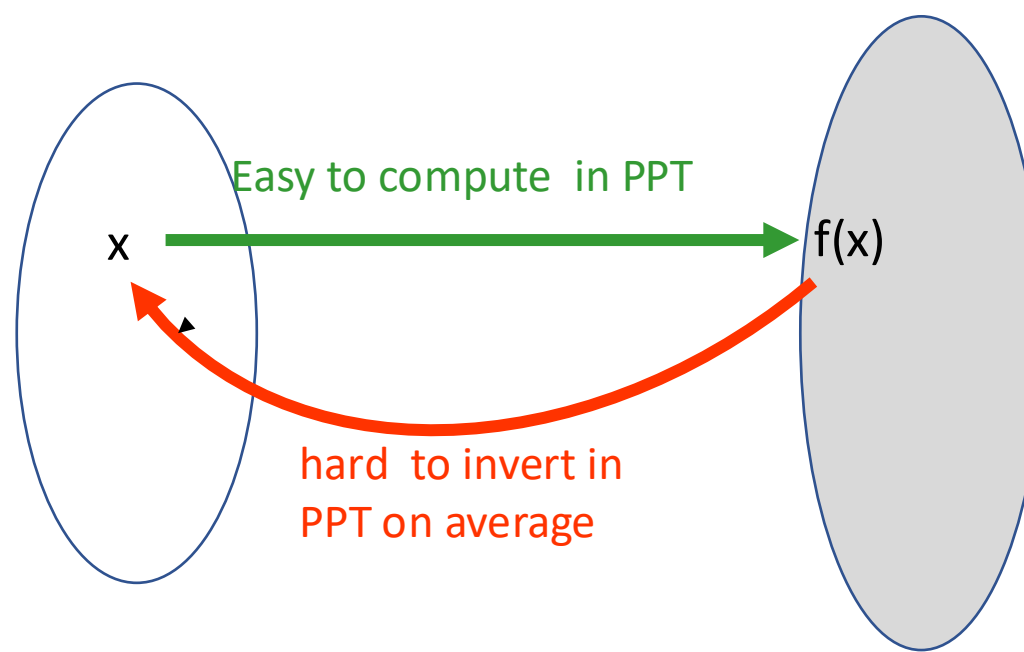 Easy to compute  in PPT
x
f(x)
hard  to invert in
PPT on average